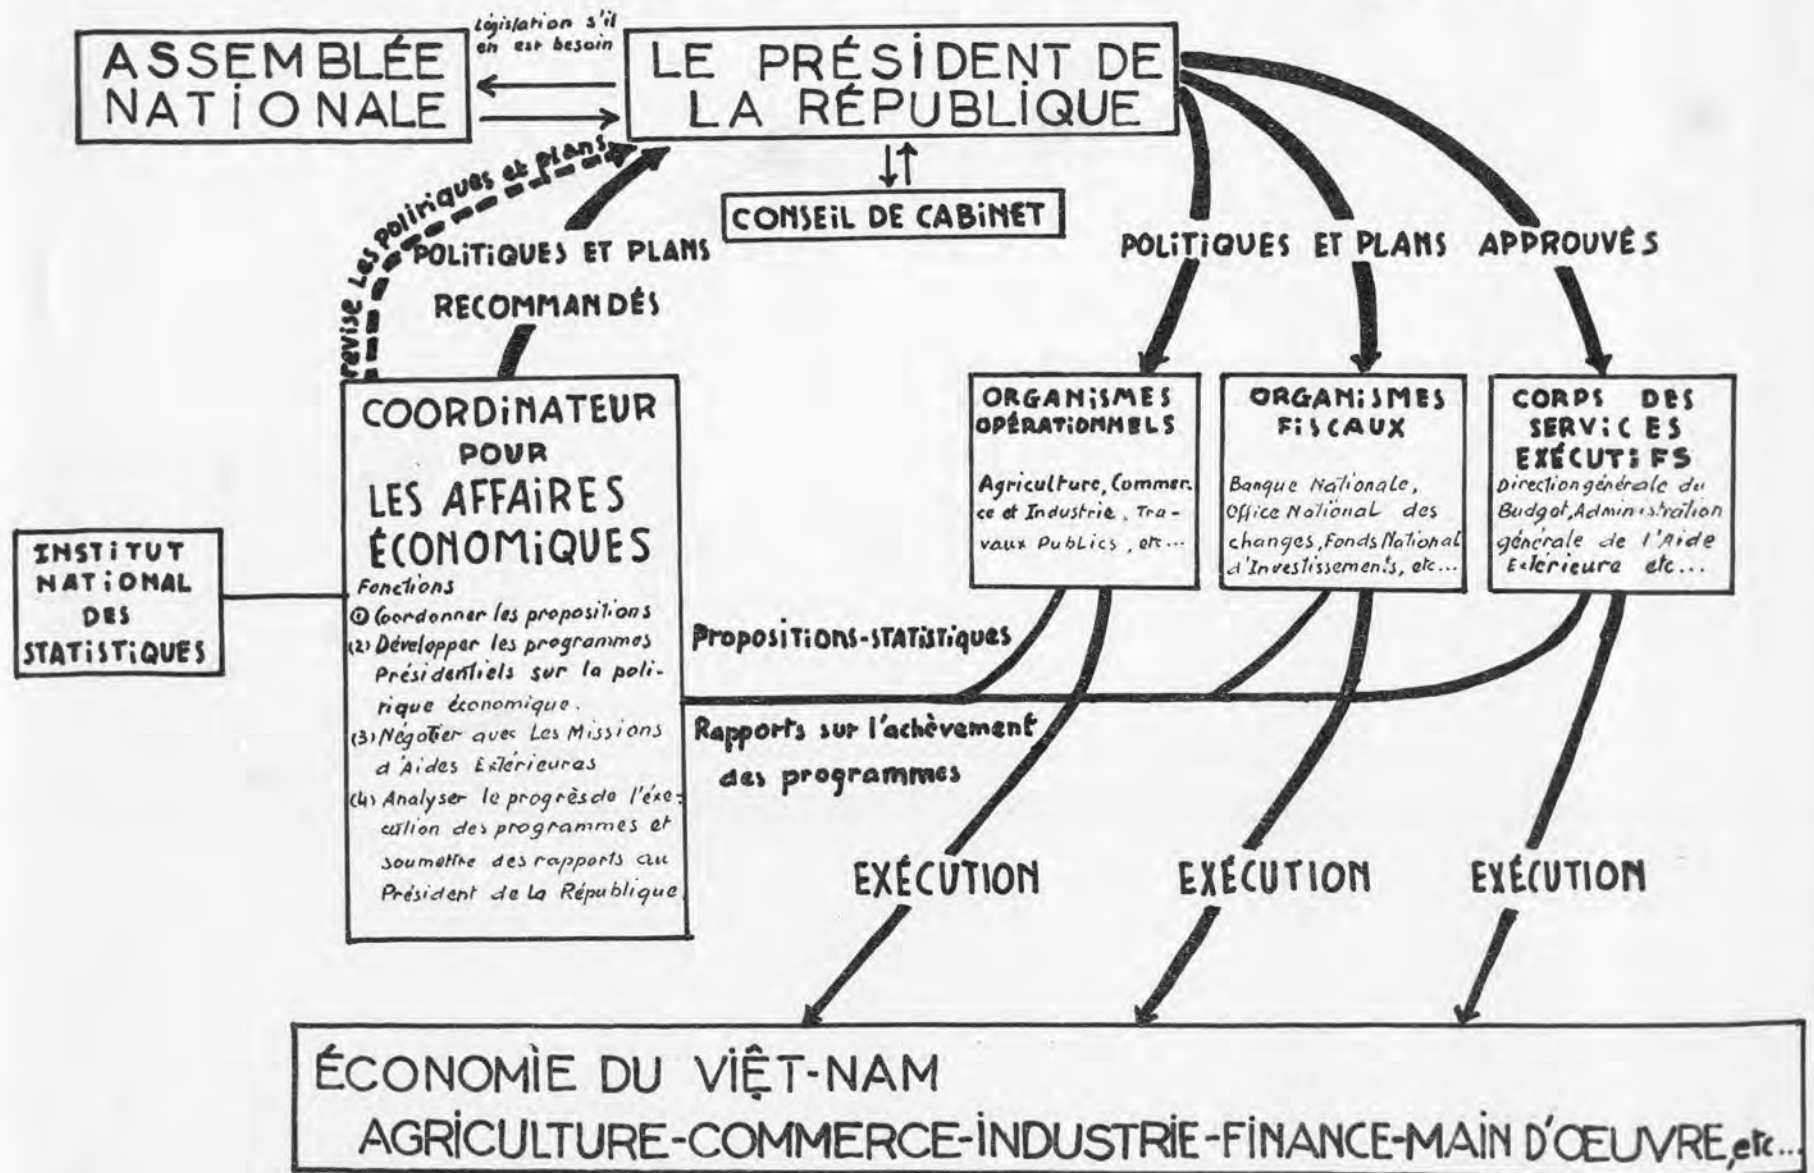 ASSEMBLÉE
NATIONALE
Législation s'il
en est besoin
LE PRÉSIDENT DE
LA RÉPUBLIQUE
CONSEIL DE CABINET
revise Les poliriques et plans
POLITIQUES ET PLANS
RECOMMANDÉS
POLITIQUES ET PLANS APPROUVÉS
COORDINATEUR
POUR
LES AFFAIRES
ÉCONOMIQUES
Fonctions
(1) Coordonner les propositions
(2) Développer les programmes
Présidentiels sur la poli-
rique économique.
(3) Négotier avec Les Missions
d'Aides Extérieures
(4) Analyser le progrès de l'éxe-
cution des programmes et
soumettre des rapports au
Président de La République
INSTITUT
NATIONAL
DES
STATISTIQUES
ORGANISMES
OPÉRATIONNELS
Agriculture, Commer-
ce et Industrie, Tra-
vaux Publics, etc...
ORGANISMES
FISCAUX
Banque Nationale,
Office National des
changes, Fonds National
d'Investissements, etc...
CORPS DES
SERVICES
EXÉCUTIFS
Direction générale du
Budget, Administration
générale de l'Aide
Extérieure etc...
Propositions-statistiques
Rapports sur l'achèvement
des programmes
EXÉCUTION
EXÉCUTION
EXÉCUTION
ÉCONOMIE DU VIỆT-NAM
AGRICULTURE-COMMERCE-INDUSTRIE-FINANCE-MAIN D'ŒUVRE, etc...